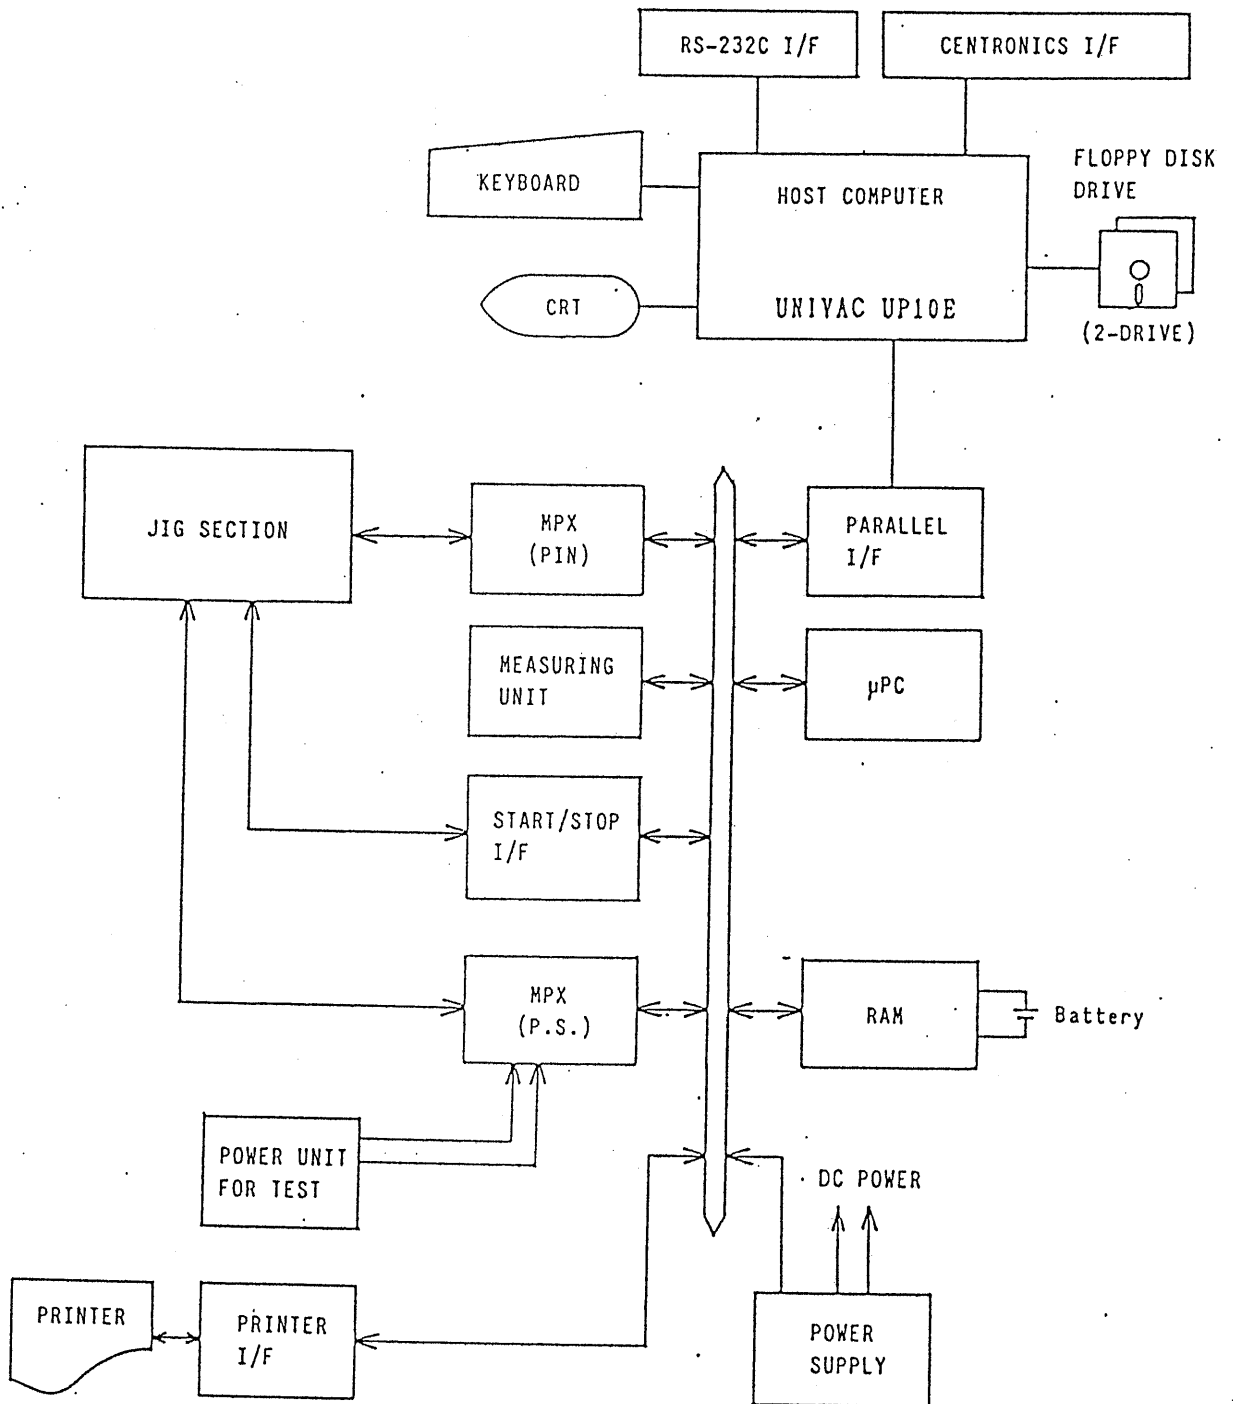 RS-232C I/F
CENTRONICS I/F
KEYBOARD
HOST COMPUTER
FLOPPY DISK
DRIVE
CRT
UNIVAC UP10E
(2-DRIVE)
JIG SECTION
MPX
(PIN)
PARALLEL
I/F
MEASURING
UNIT
µPC
START/STOP
I/F
MPX
(P.S.)
RAM
Battery
POWER UNIT
FOR TEST
DC POWER
PRINTER
PRINTER
I/F
POWER
SUPPLY